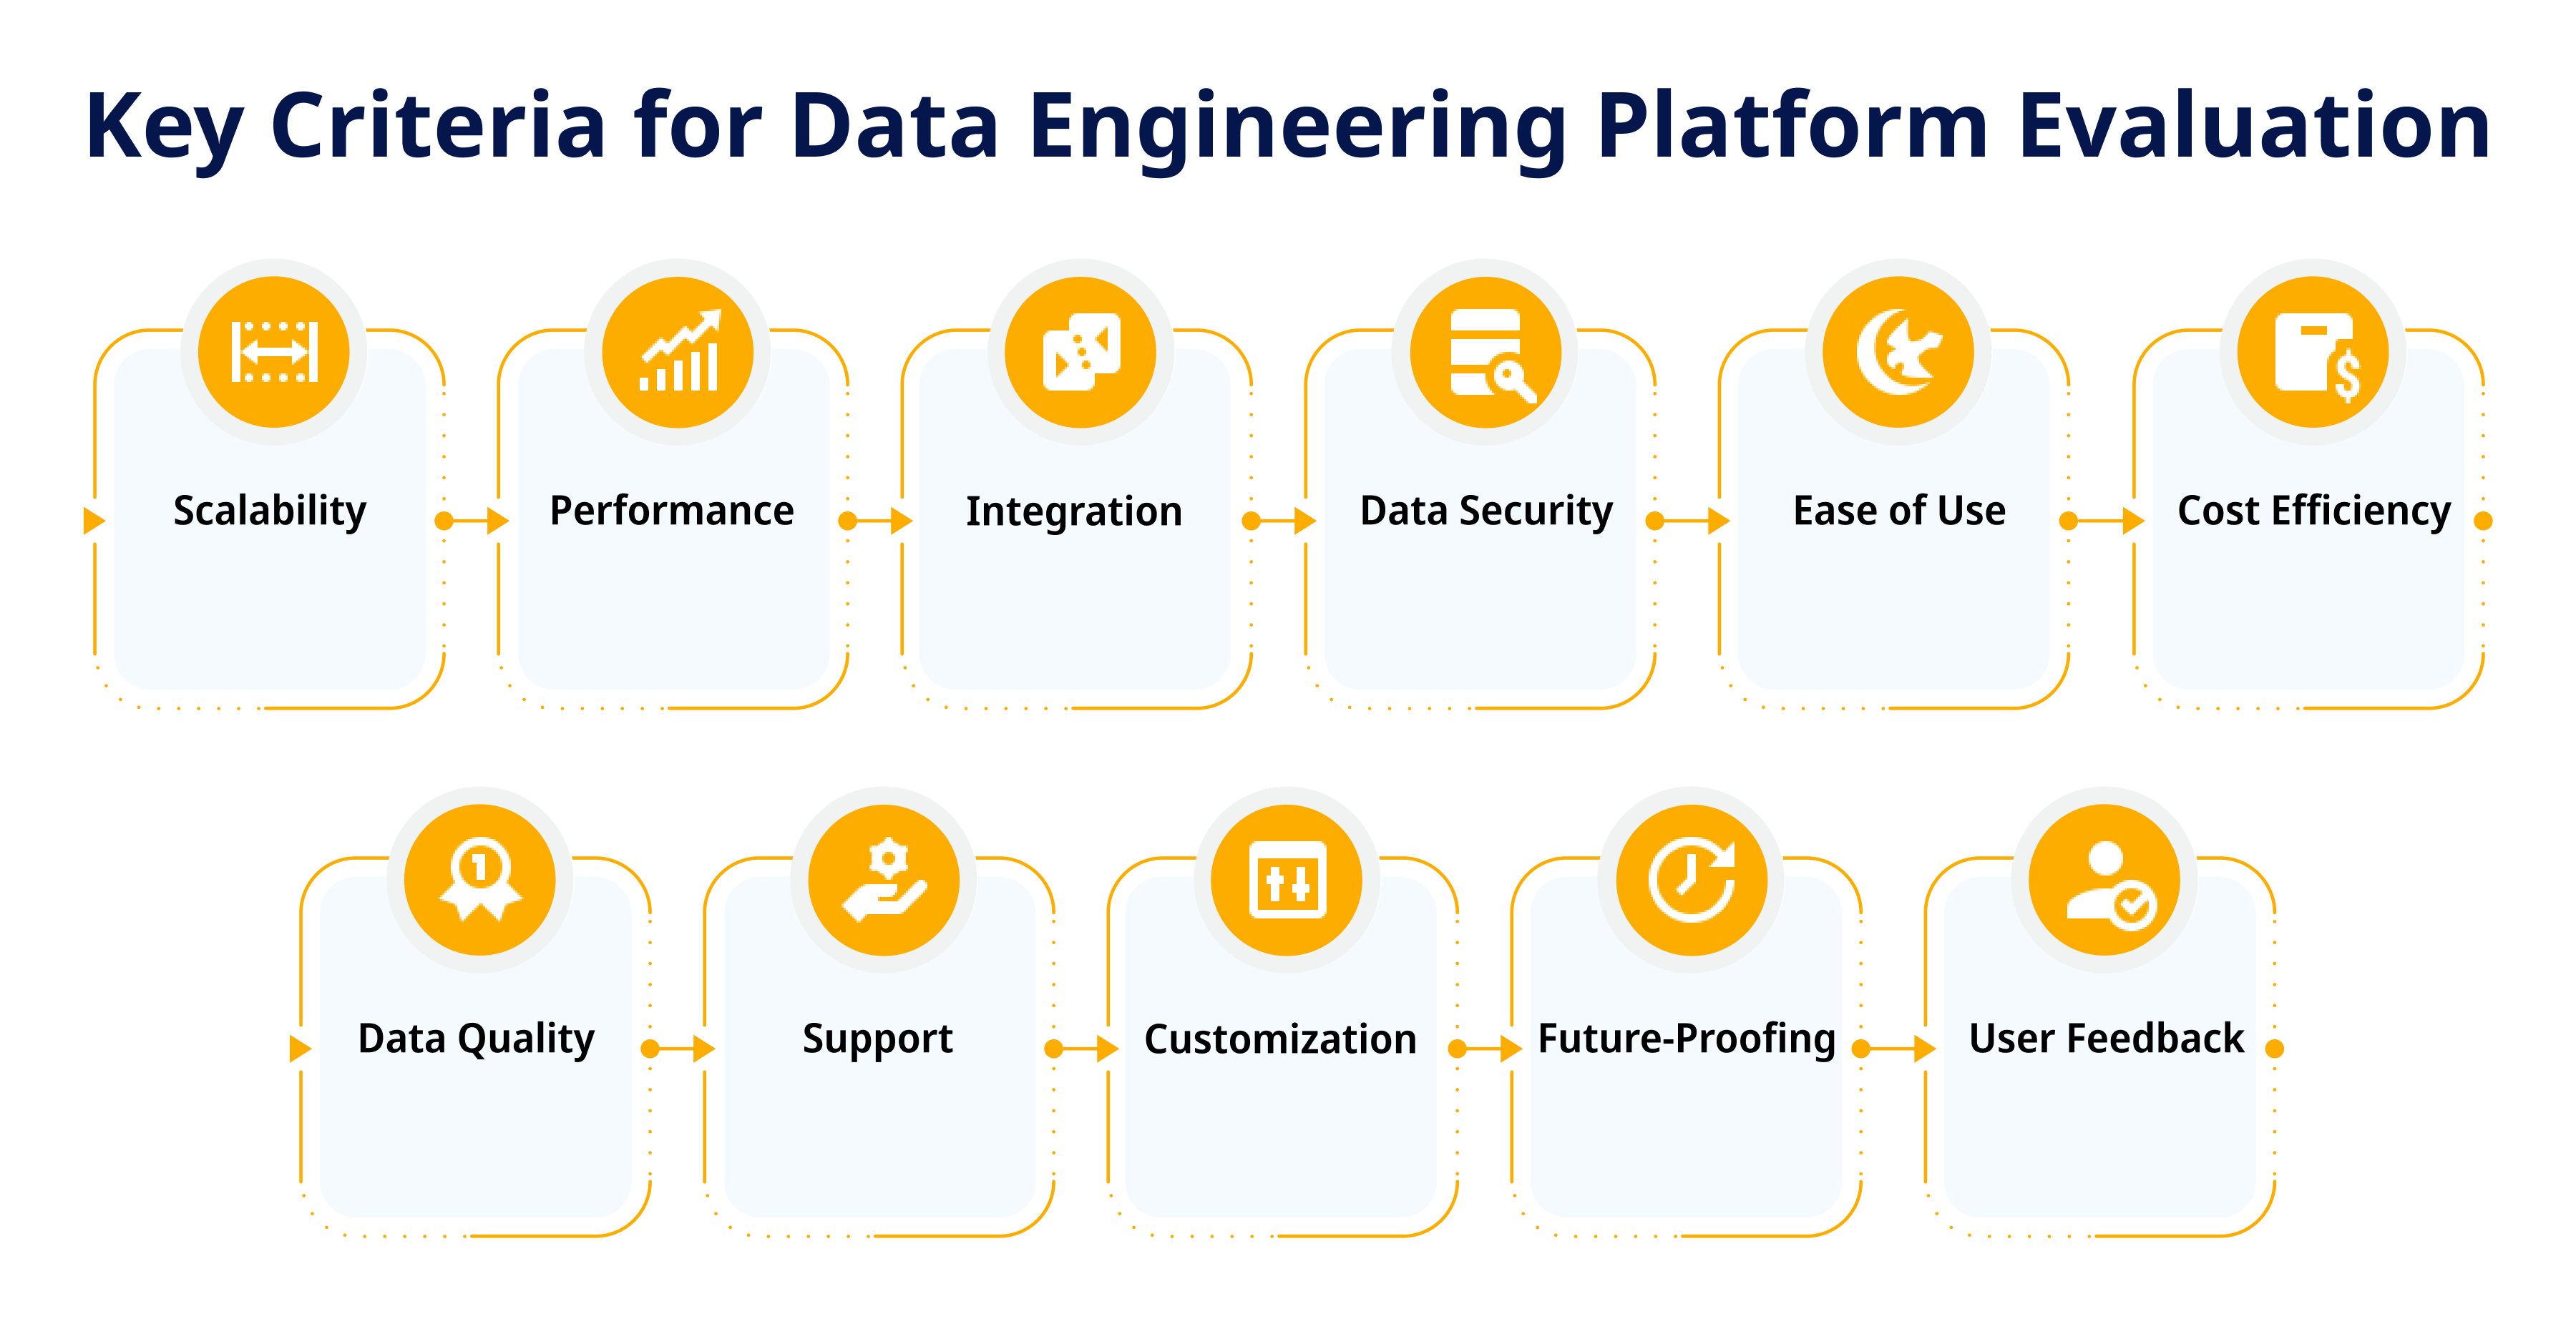 Key Criteria for Data Engineering Platform Evaluation
Scalability
Performance
Integration
Data Security
Ease of Use
Cost Efficiency
1
Data Quality
Support
Customization
Future-Proofing
User Feedback